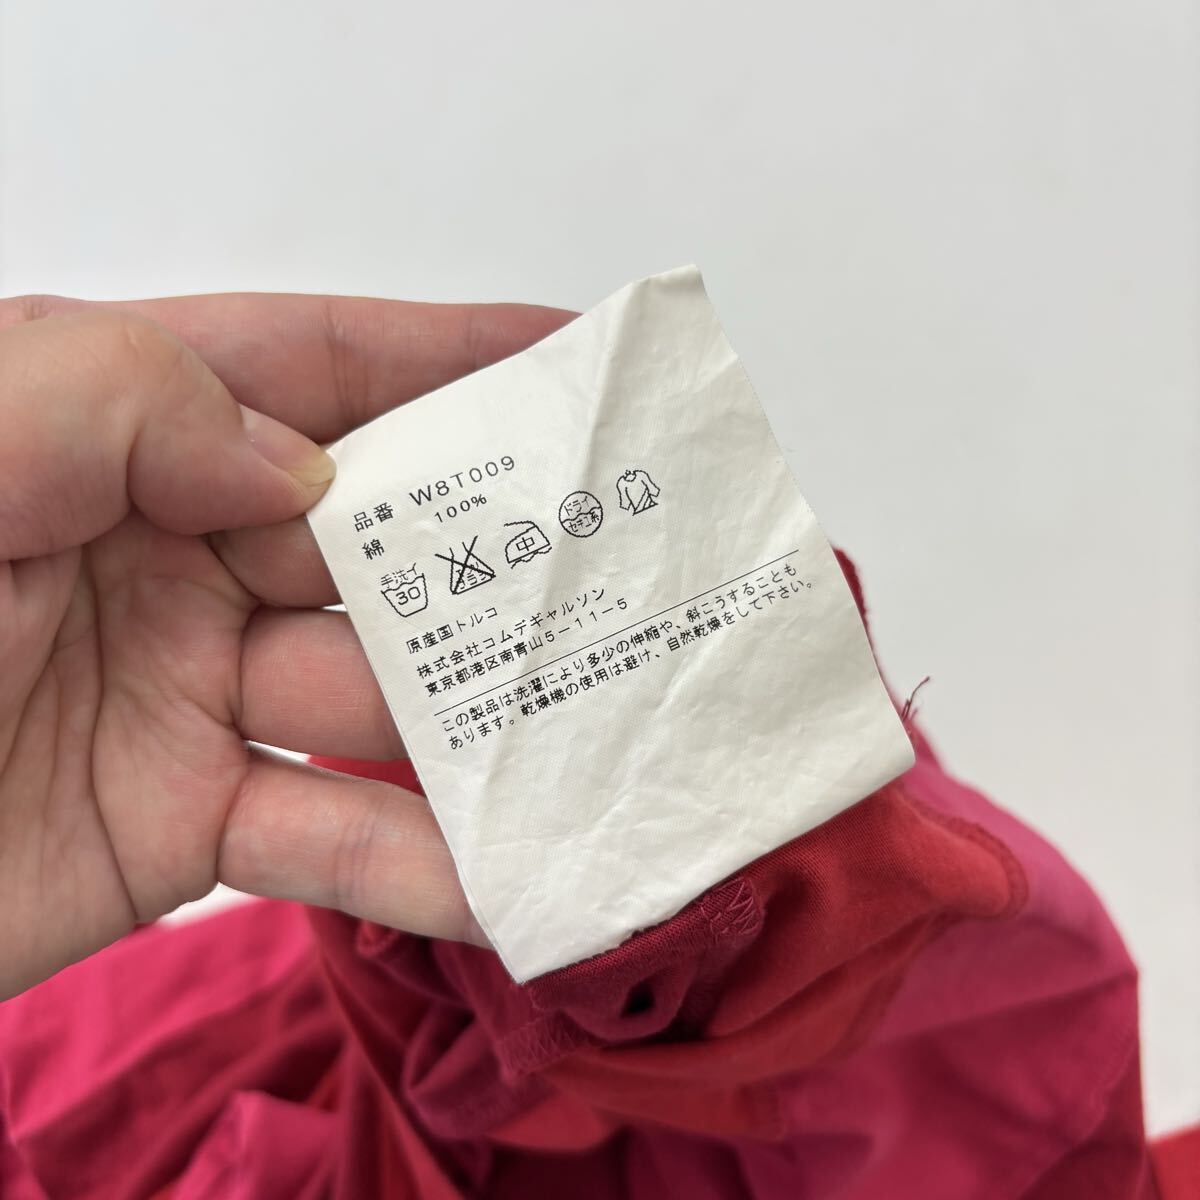 品番 W8T009
綿 100%
手洗イ
30
中
ドライ
セキユ系
原産国トルコ
株式会社コムデギャルソン
東京都港区南青山5-11-5
この製品は洗濯により多少の伸縮や、斜こうすることも
あります。乾燥機の使用は避け、自然乾燥をして下さい。